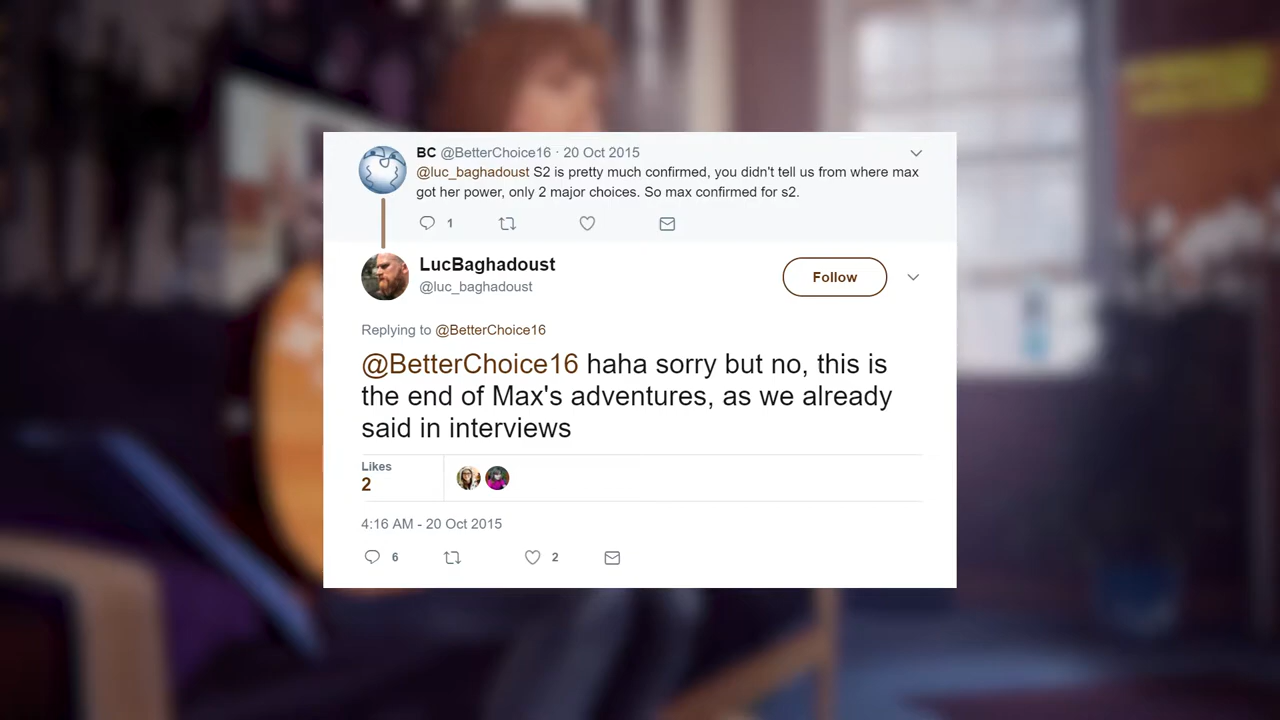 BC @BetterChoice16 · 20 Oct 2015
@luc_baghadoust S2 is pretty much confirmed, you didn't tell us from where max
got her power, only 2 major choices. So max confirmed for s2.
1
LucBaghadoust
@luc_baghadoust
Follow
Replying to @BetterChoice16
@BetterChoice16 haha sorry but no, this is
the end of Max's adventures, as we already
said in interviews
Likes
2
4:16 AM - 20 Oct 2015
6 2